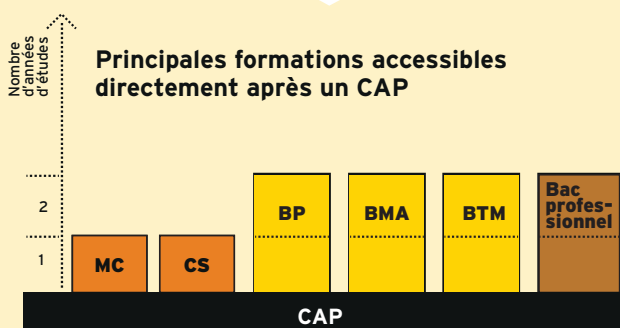 Nombre
d'années
d'études
Principales formations accessibles
directement après un CAP
2
1
MC
CS
BP
BMA
BTM
Bac
profes-
sionnel
CAP